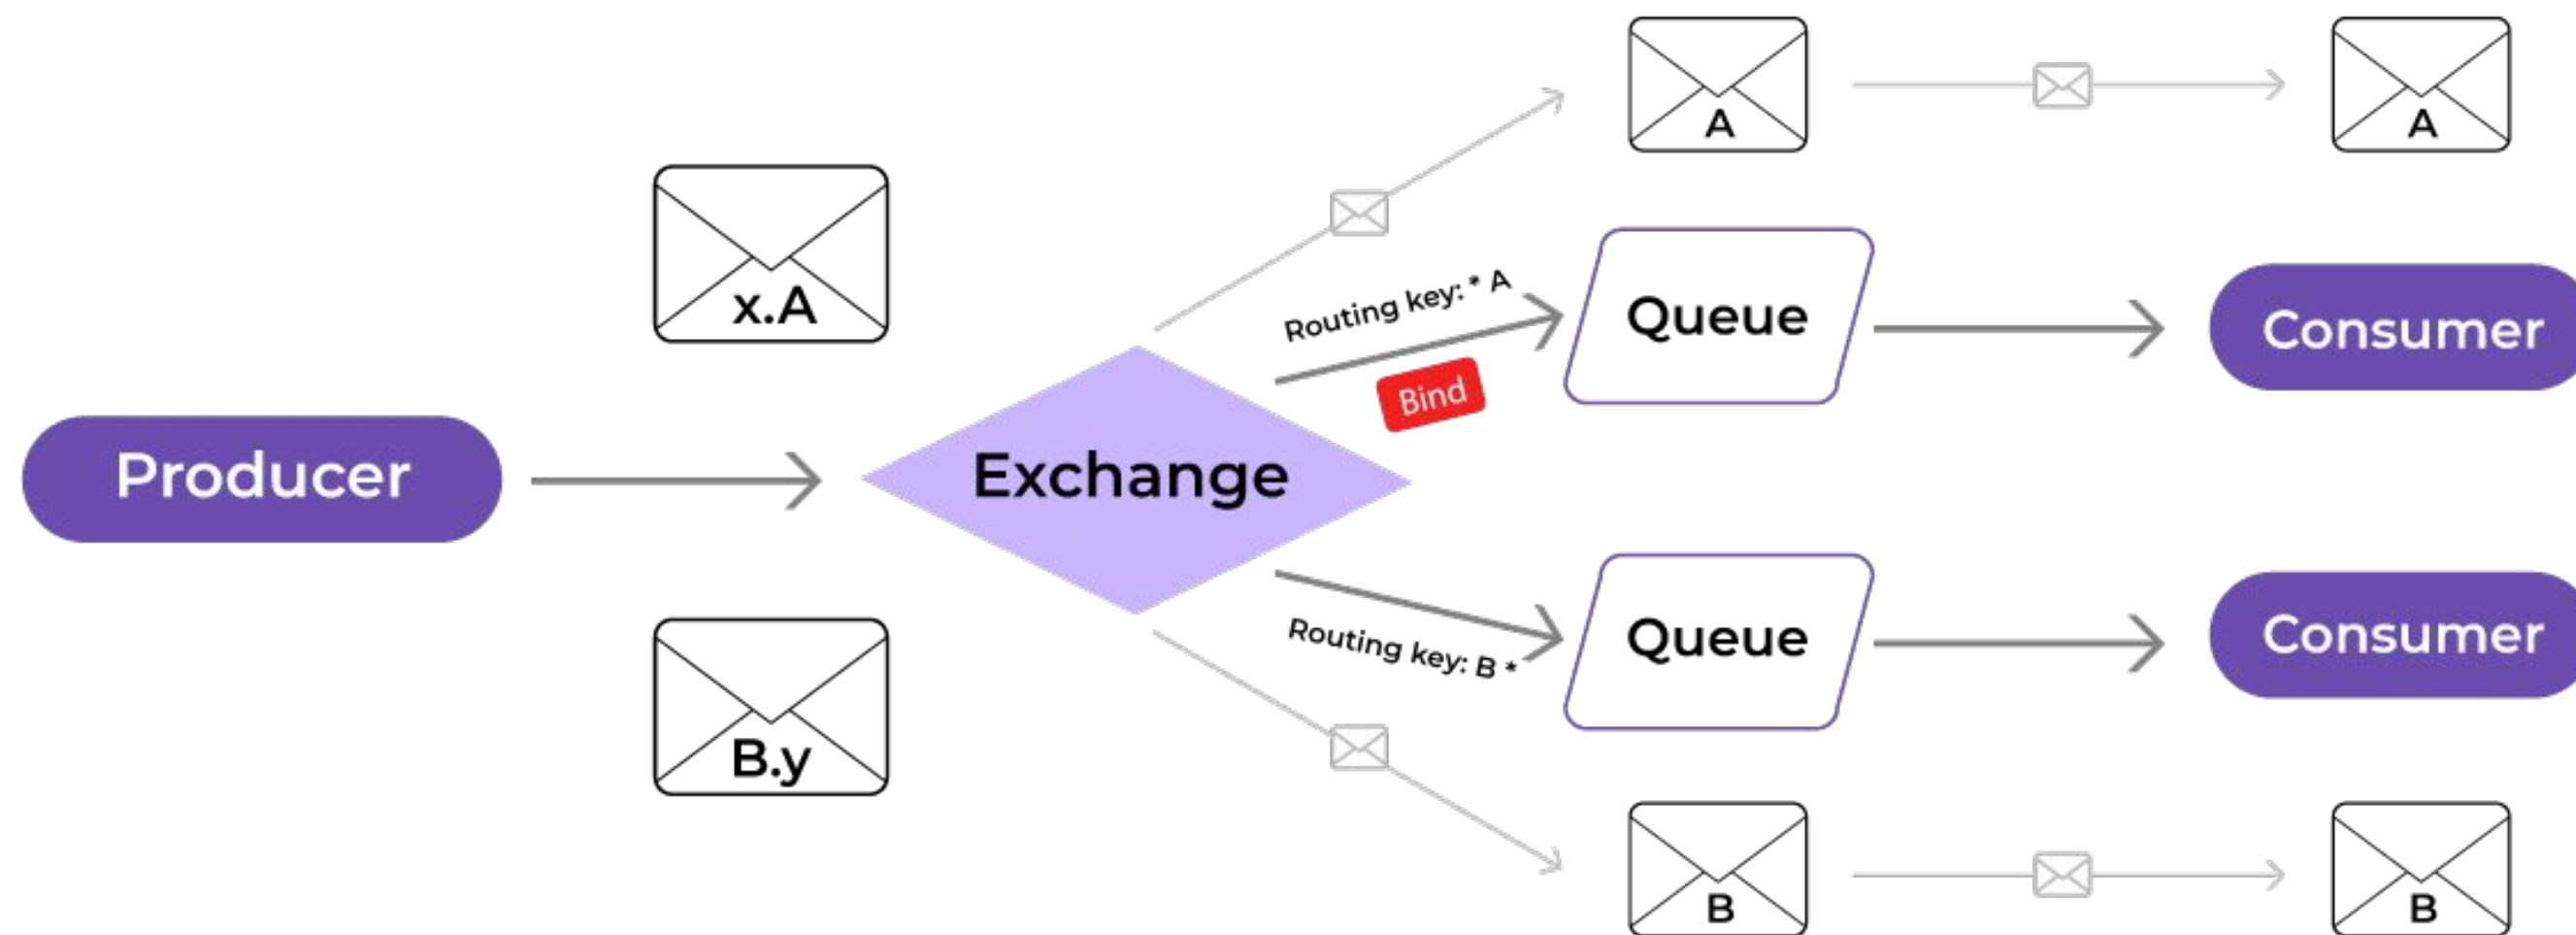 A
A
x.A
Routing key: * A
Queue
Consumer
Bind
Producer
Exchange
Queue
Consumer
Routing key: B *
B.y
B
B